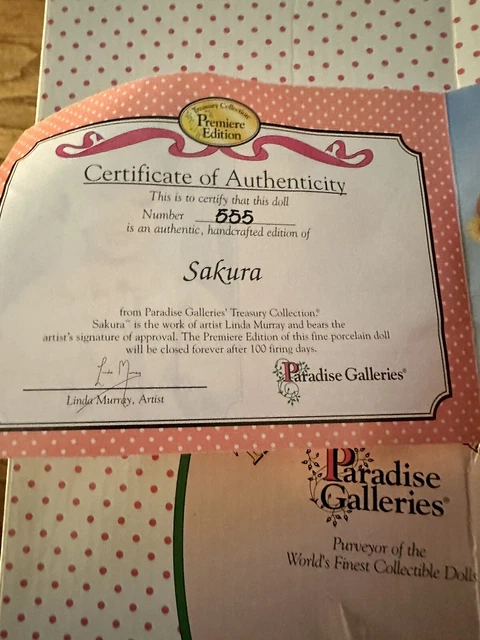 Treasury Collection
Premiere
Edition
Certificate of Authenticity
This is to certify that this doll
Number 555
is an authentic, handcrafted edition of
Sakura
from Paradise Galleries' Treasury Collection.®
Sakura™ is the work of artist Linda Murray and bears the
artist's signature of approval. The Premiere Edition of this fine porcelain doll
will be closed forever after 100 firing days.
Linda Murray, Artist
Paradise Galleries®
Paradise
Galleries®
Purveyor of the
World's Finest Collectible Dolls